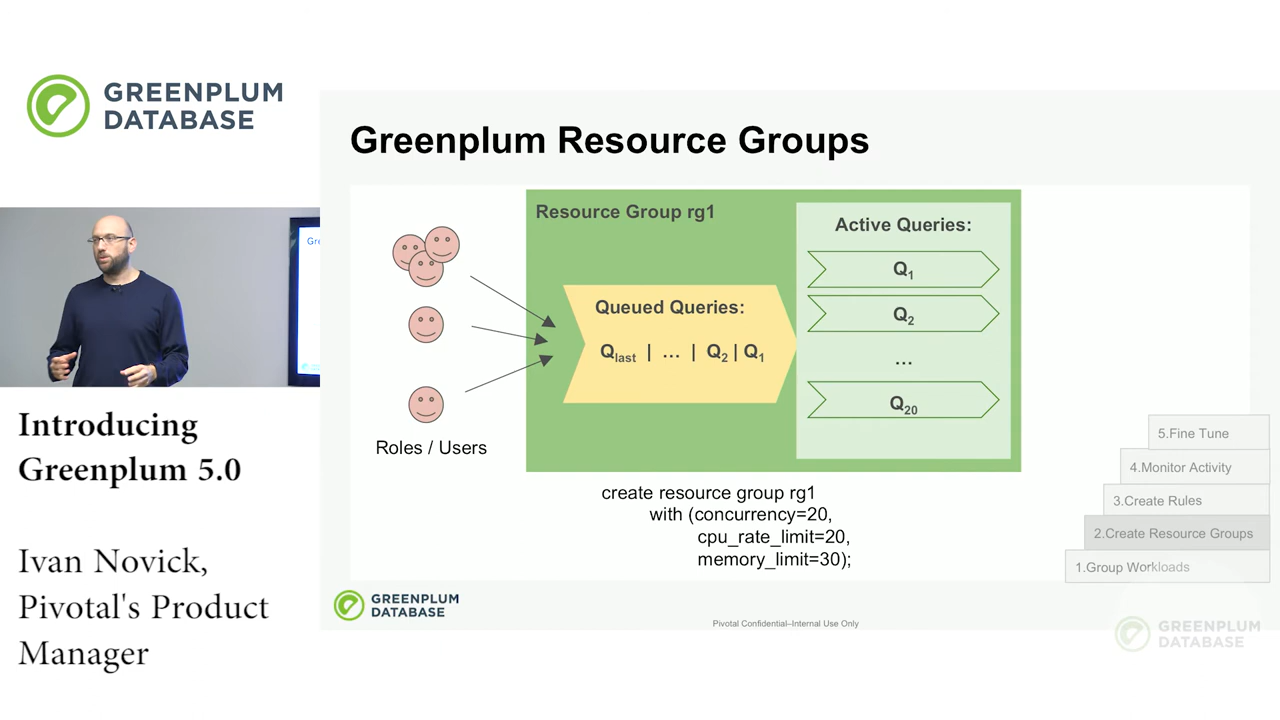 GREENPLUM
DATABASE
Greenplum Resource Groups
Resource Group rg1
Active Queries:
Q1
Q2
...
Q20
Queued Queries:
Qlast | ... | Q2 | Q1
Roles / Users
create resource group rg1
with (concurrency=20,
cpu_rate_limit=20,
memory_limit=30);
5.Fine Tune
4.Monitor Activity
3.Create Rules
2.Create Resource Groups
1.Group Workloads
GREENPLUM
DATABASE
Pivotal Confidential–Internal Use Only
GREENPLUM
DATABASE
Gr
Introducing
Greenplum 5.0
Ivan Novick,
Pivotal's Product
Manager